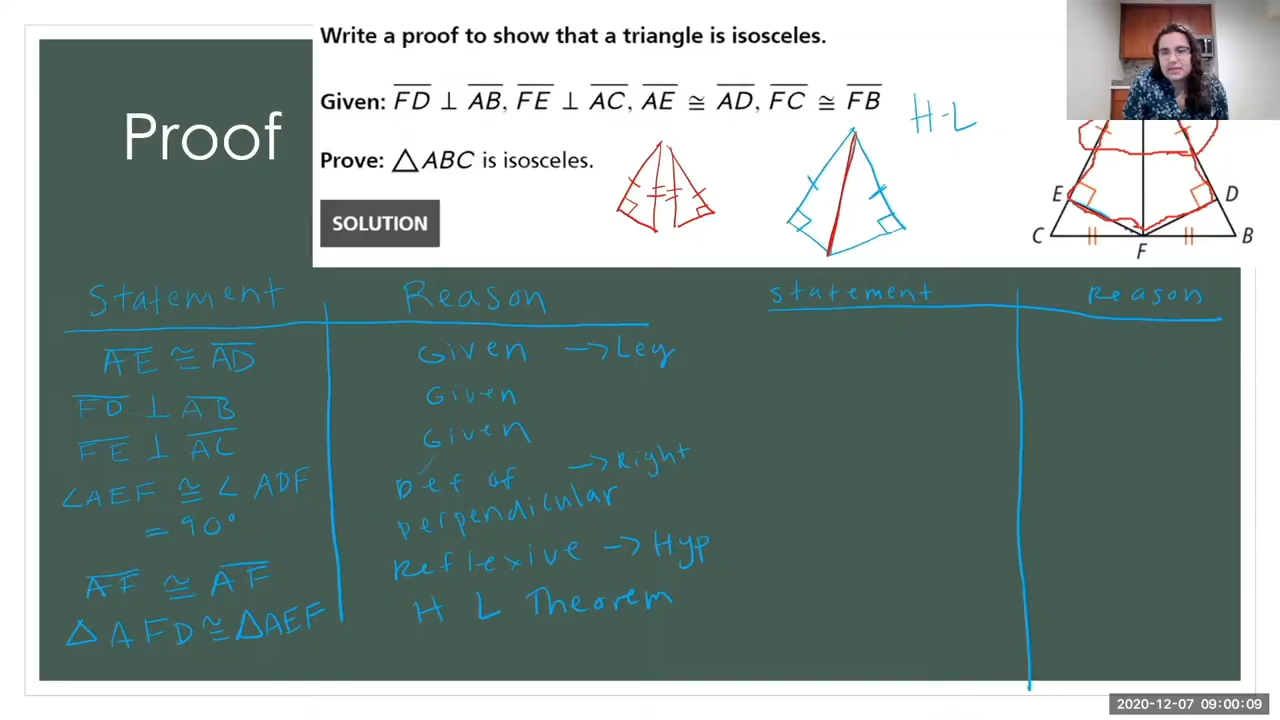 Proof
Write a proof to show that a triangle is isosceles.
Given: FD ⊥ AB, FE ⊥ AC, AE ≅ AD, FC ≅ FB
H-L
Prove: △ABC is isosceles.
SOLUTION
E
D
C
F
B
Statement
Reason
AE ≅ AD
Given → Leg
FD ⊥ AB
Given
FE ⊥ AC
Given
∠AEF ≅ ∠ADF
= 90°
Def of → Right
perpendicular
AF ≅ AF
Reflexive → Hyp
△AFD ≅ △AEF
H L Theorem
statement
Reason
2020-12-07 09:00:09